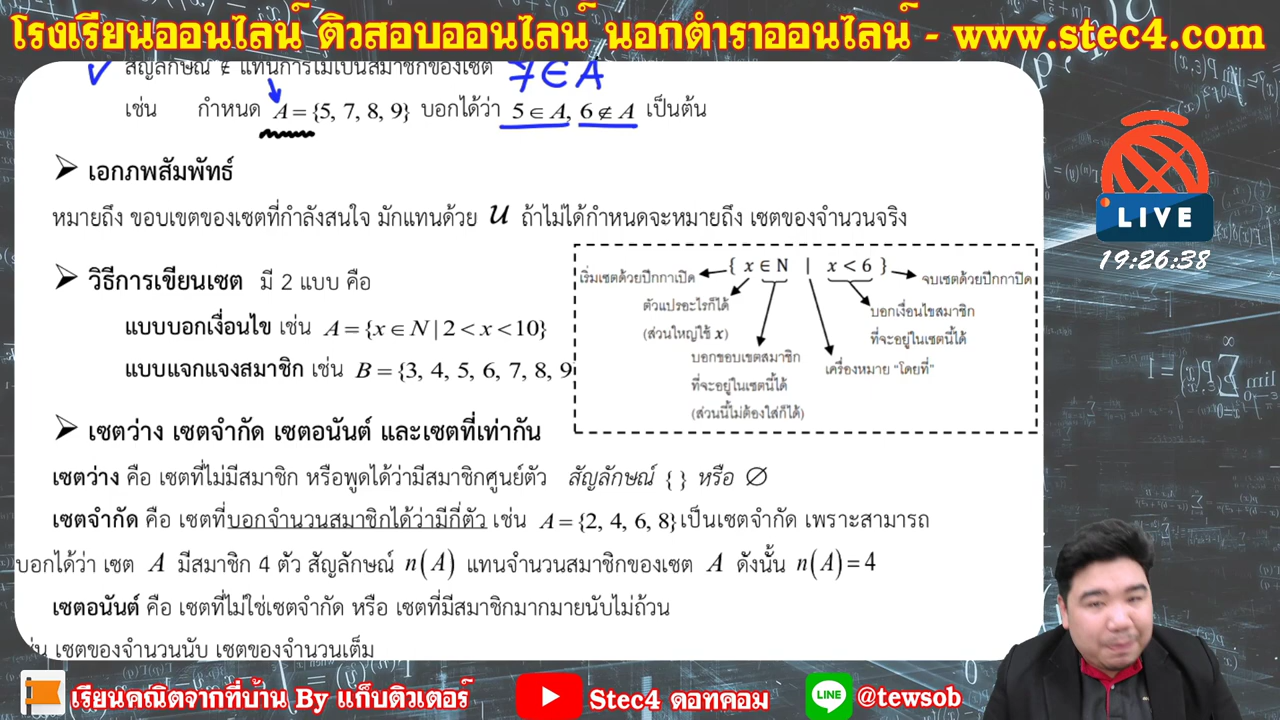 โรงเรียนออนไลน์ ติวสอบออนไลน์ นอกตำราออนไลน์ - www.stec4.com
✓ สัญลักษณ์ ∉ แทนการไม่เป็นสมาชิกของเซต 7∈A
เช่น กำหนด A={5, 7, 8, 9} บอกได้ว่า 5∈A, 6∉A เป็นต้น
➢ เอกภพสัมพัทธ์
หมายถึง ขอบเขตของเซตที่กำลังสนใจ มักแทนด้วย u ถ้าไม่ได้กำหนดจะหมายถึง เซตของจำนวนจริง
➢ วิธีการเขียนเซต มี 2 แบบ คือ
แบบบอกเงื่อนไข เช่น A={x∈N|2<x<10}
แบบแจกแจงสมาชิก เช่น B={3, 4, 5, 6, 7, 8, 9
{ x∈N | x<6 }
เริ่มเซตด้วยปีกกาเปิด
จบเซตด้วยปีกกาปิด
ตัวแปรอะไรก็ได้
(ส่วนใหญ่ใช้ x)
บอกเงื่อนไขสมาชิก
ที่จะอยู่ในเซตนี้ได้
บอกขอบเขตสมาชิก
ที่จะอยู่ในเซตนี้ได้
(ส่วนนี้ไม่ต้องใส่ก็ได้)
เครื่องหมาย "โดยที่"
➢ เซตว่าง เซตจำกัด เซตอนันต์ และเซตที่เท่ากัน
เซตว่าง คือ เซตที่ไม่มีสมาชิก หรือพูดได้ว่ามีสมาชิกศูนย์ตัว สัญลักษณ์ { } หรือ ∅
เซตจำกัด คือ เซตที่บอกจำนวนสมาชิกได้ว่ามีกี่ตัว เช่น A={2, 4, 6, 8} เป็นเซตจำกัด เพราะสามารถ
บอกได้ว่า เซต A มีสมาชิก 4 ตัว สัญลักษณ์ n(A) แทนจำนวนสมาชิกของเซต A ดังนั้น n(A)=4
เซตอนันต์ คือ เซตที่ไม่ใช่เซตจำกัด หรือ เซตที่มีสมาชิกมากมายนับไม่ถ้วน
เซตของจำนวนนับ เซตของจำนวนเต็ม
LIVE
19:26:38
เรียนคณิตจากที่บ้าน By แก๊บติวเตอร์
Stec4 ดอทคอม
LINE @tewsob